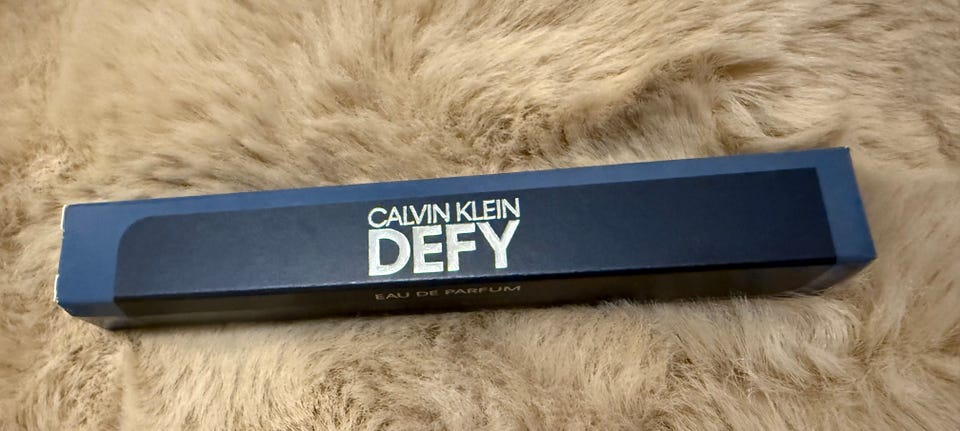 CALVIN KLEIN
DEFY
EAU DE PARFUM